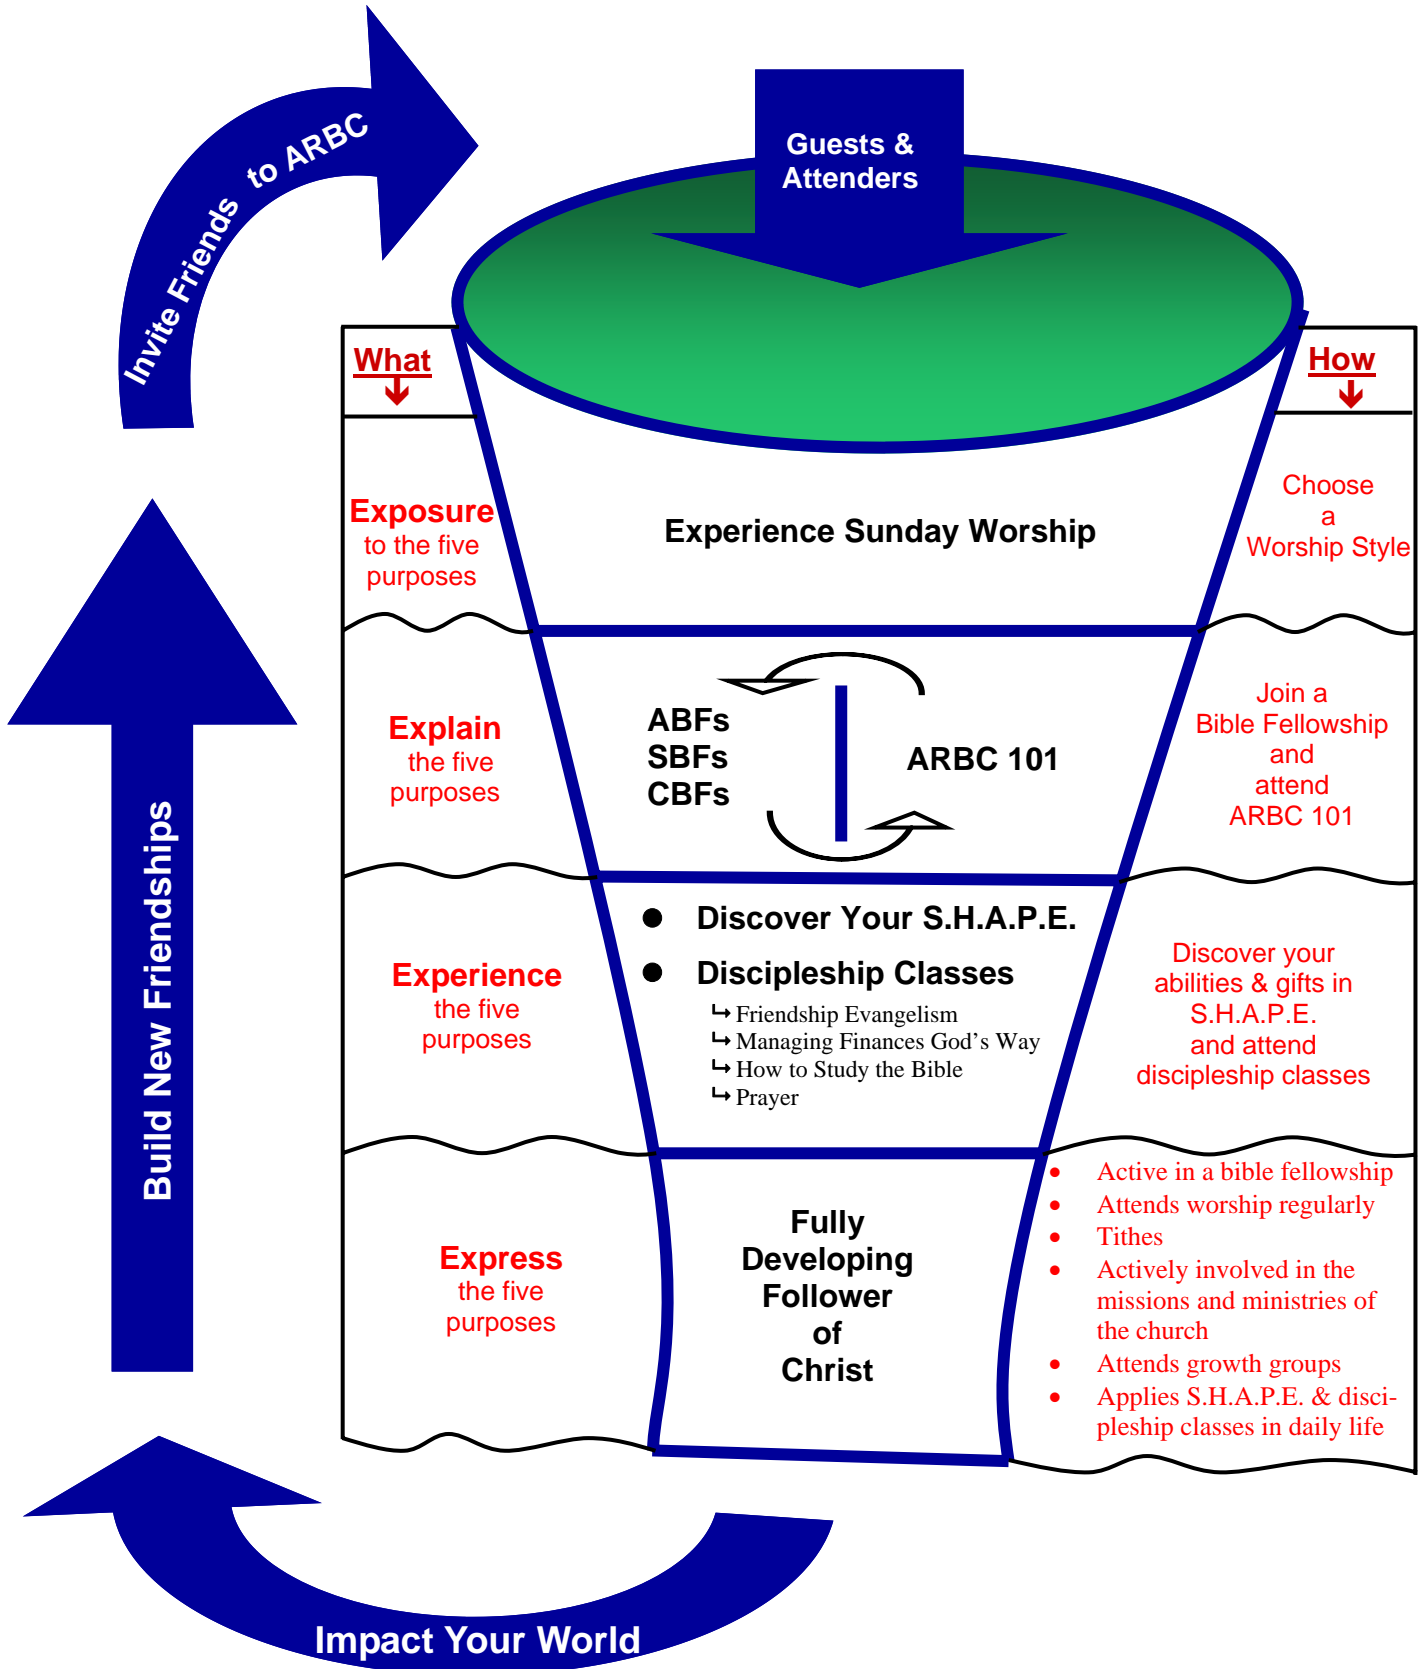 Invite Friends to ARBC
Guests &
Attenders
What
How
Exposure
to the five
purposes
Experience Sunday Worship
Choose
a
Worship Style
Explain
the five
purposes
ABFs
SBFs
CBFs
ARBC 101
Join a
Bible Fellowship
and
attend
ARBC 101
Build New Friendships
Experience
the five
purposes
● Discover Your S.H.A.P.E.
● Discipleship Classes
↳ Friendship Evangelism
↳ Managing Finances God’s Way
↳ How to Study the Bible
↳ Prayer
Discover your
abilities & gifts in
S.H.A.P.E.
and attend
discipleship classes
Express
the five
purposes
Fully
Developing
Follower
of
Christ
• Active in a bible fellowship
• Attends worship regularly
• Tithes
• Actively involved in the
missions and ministries of
the church
• Attends growth groups
• Applies S.H.A.P.E. & disci-
pleship classes in daily life
Impact Your World